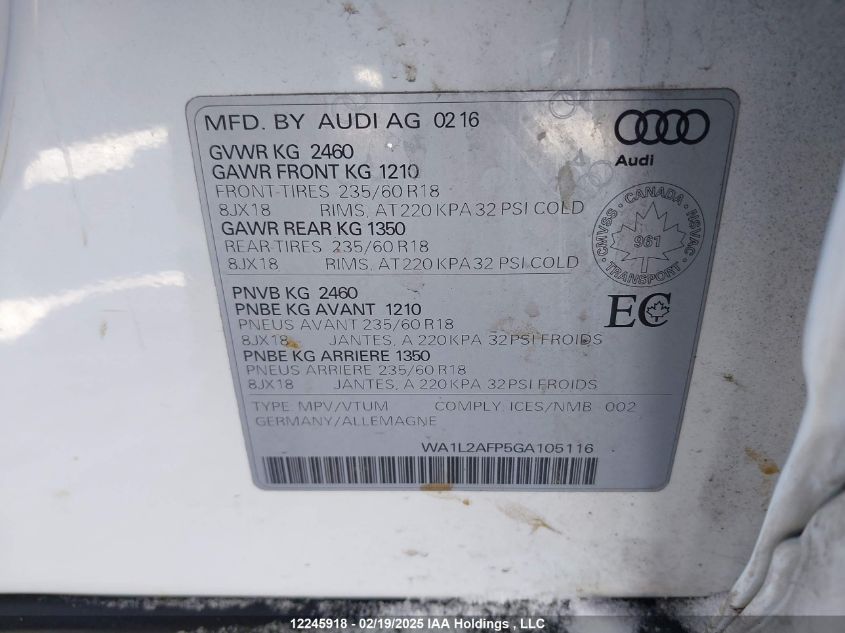 MFD. BY AUDI AG 02 16
Audi
GVWR KG 2460
GAWR FRONT KG 1210
FRONT-TIRES 235/60 R18
8JX18 RIMS, AT 220 KPA 32 PSI COLD
GAWR REAR KG 1350
REAR-TIRES 235/60 R18
8JX18 RIMS, AT 220 KPA 32 PSI COLD
CANADA
CMVSS
NSVAC
961
TRANSPORT
PNVB KG 2460
PNBE KG AVANT 1210
PNEUS AVANT 235/60 R18
8JX18 JANTES, A 220 KPA 32PSI FROIDS
PNBE KG ARRIERE 1350
PNEUS ARRIERE 235/60 R18
8JX18 JANTES, A 220 KPA 32PSI FROIDS
EC
TYPE: MPV/VTUM COMPLY. ICES/NMB - 002
GERMANY/ALLEMAGNE
WA1L2AFP5GA105116
12245918 - 02/19/2025 IAA Holdings , LLC